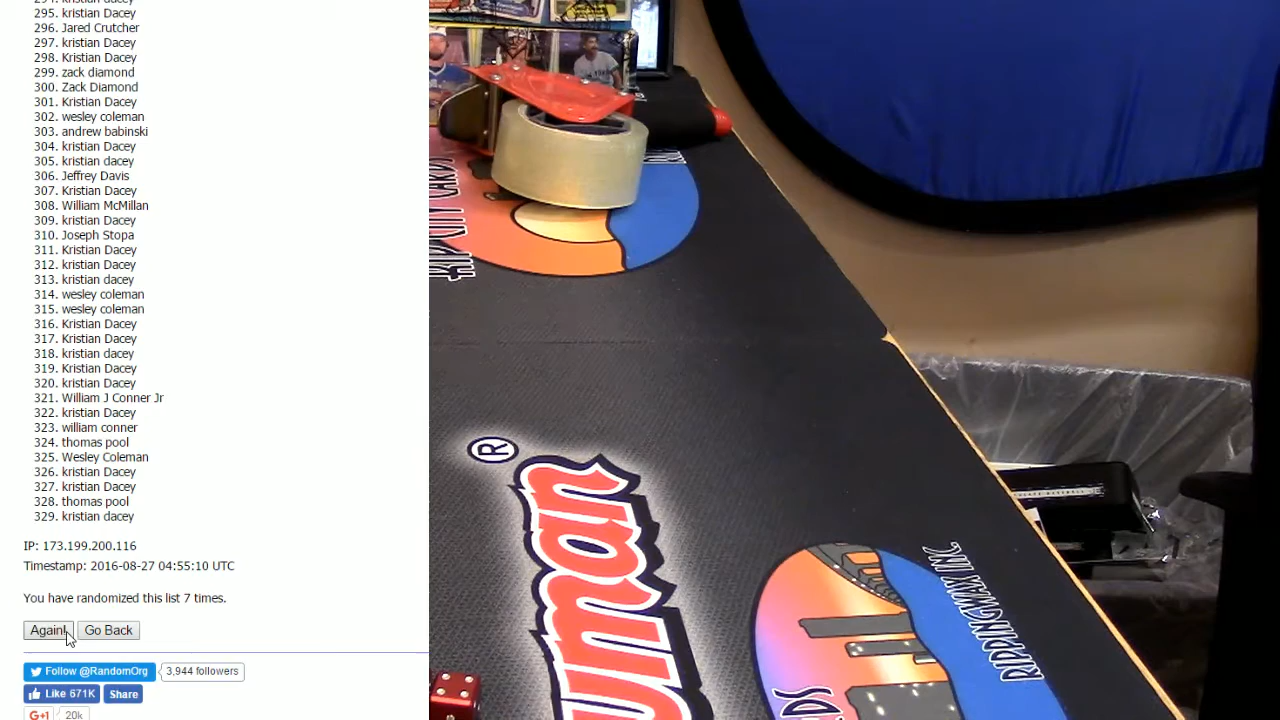 294. kristian dacey
295. kristian Dacey
296. Jared Crutcher
297. kristian Dacey
298. Kristian Dacey
299. zack diamond
300. Zack Diamond
301. Kristian Dacey
302. wesley coleman
303. andrew babinski
304. kristian Dacey
305. kristian dacey
306. Jeffrey Davis
307. Kristian Dacey
308. William McMillan
309. kristian Dacey
310. Joseph Stopa
311. Kristian Dacey
312. kristian Dacey
313. kristian dacey
314. wesley coleman
315. wesley coleman
316. Kristian Dacey
317. Kristian Dacey
318. kristian dacey
319. Kristian Dacey
320. kristian Dacey
321. William J Conner Jr
322. kristian Dacey
323. william conner
324. thomas pool
325. Wesley Coleman
326. kristian Dacey
327. kristian Dacey
328. thomas pool
329. kristian dacey
IP: 173.199.200.116
Timestamp: 2016-08-27 04:55:10 UTC
You have randomized this list 7 times.
Again! Go Back
Follow @RandomOrg 3,944 followers
Like 671K Share
G+1 20k
RIP CITY CARDS
®
uman
RIPPINGWAX INC.